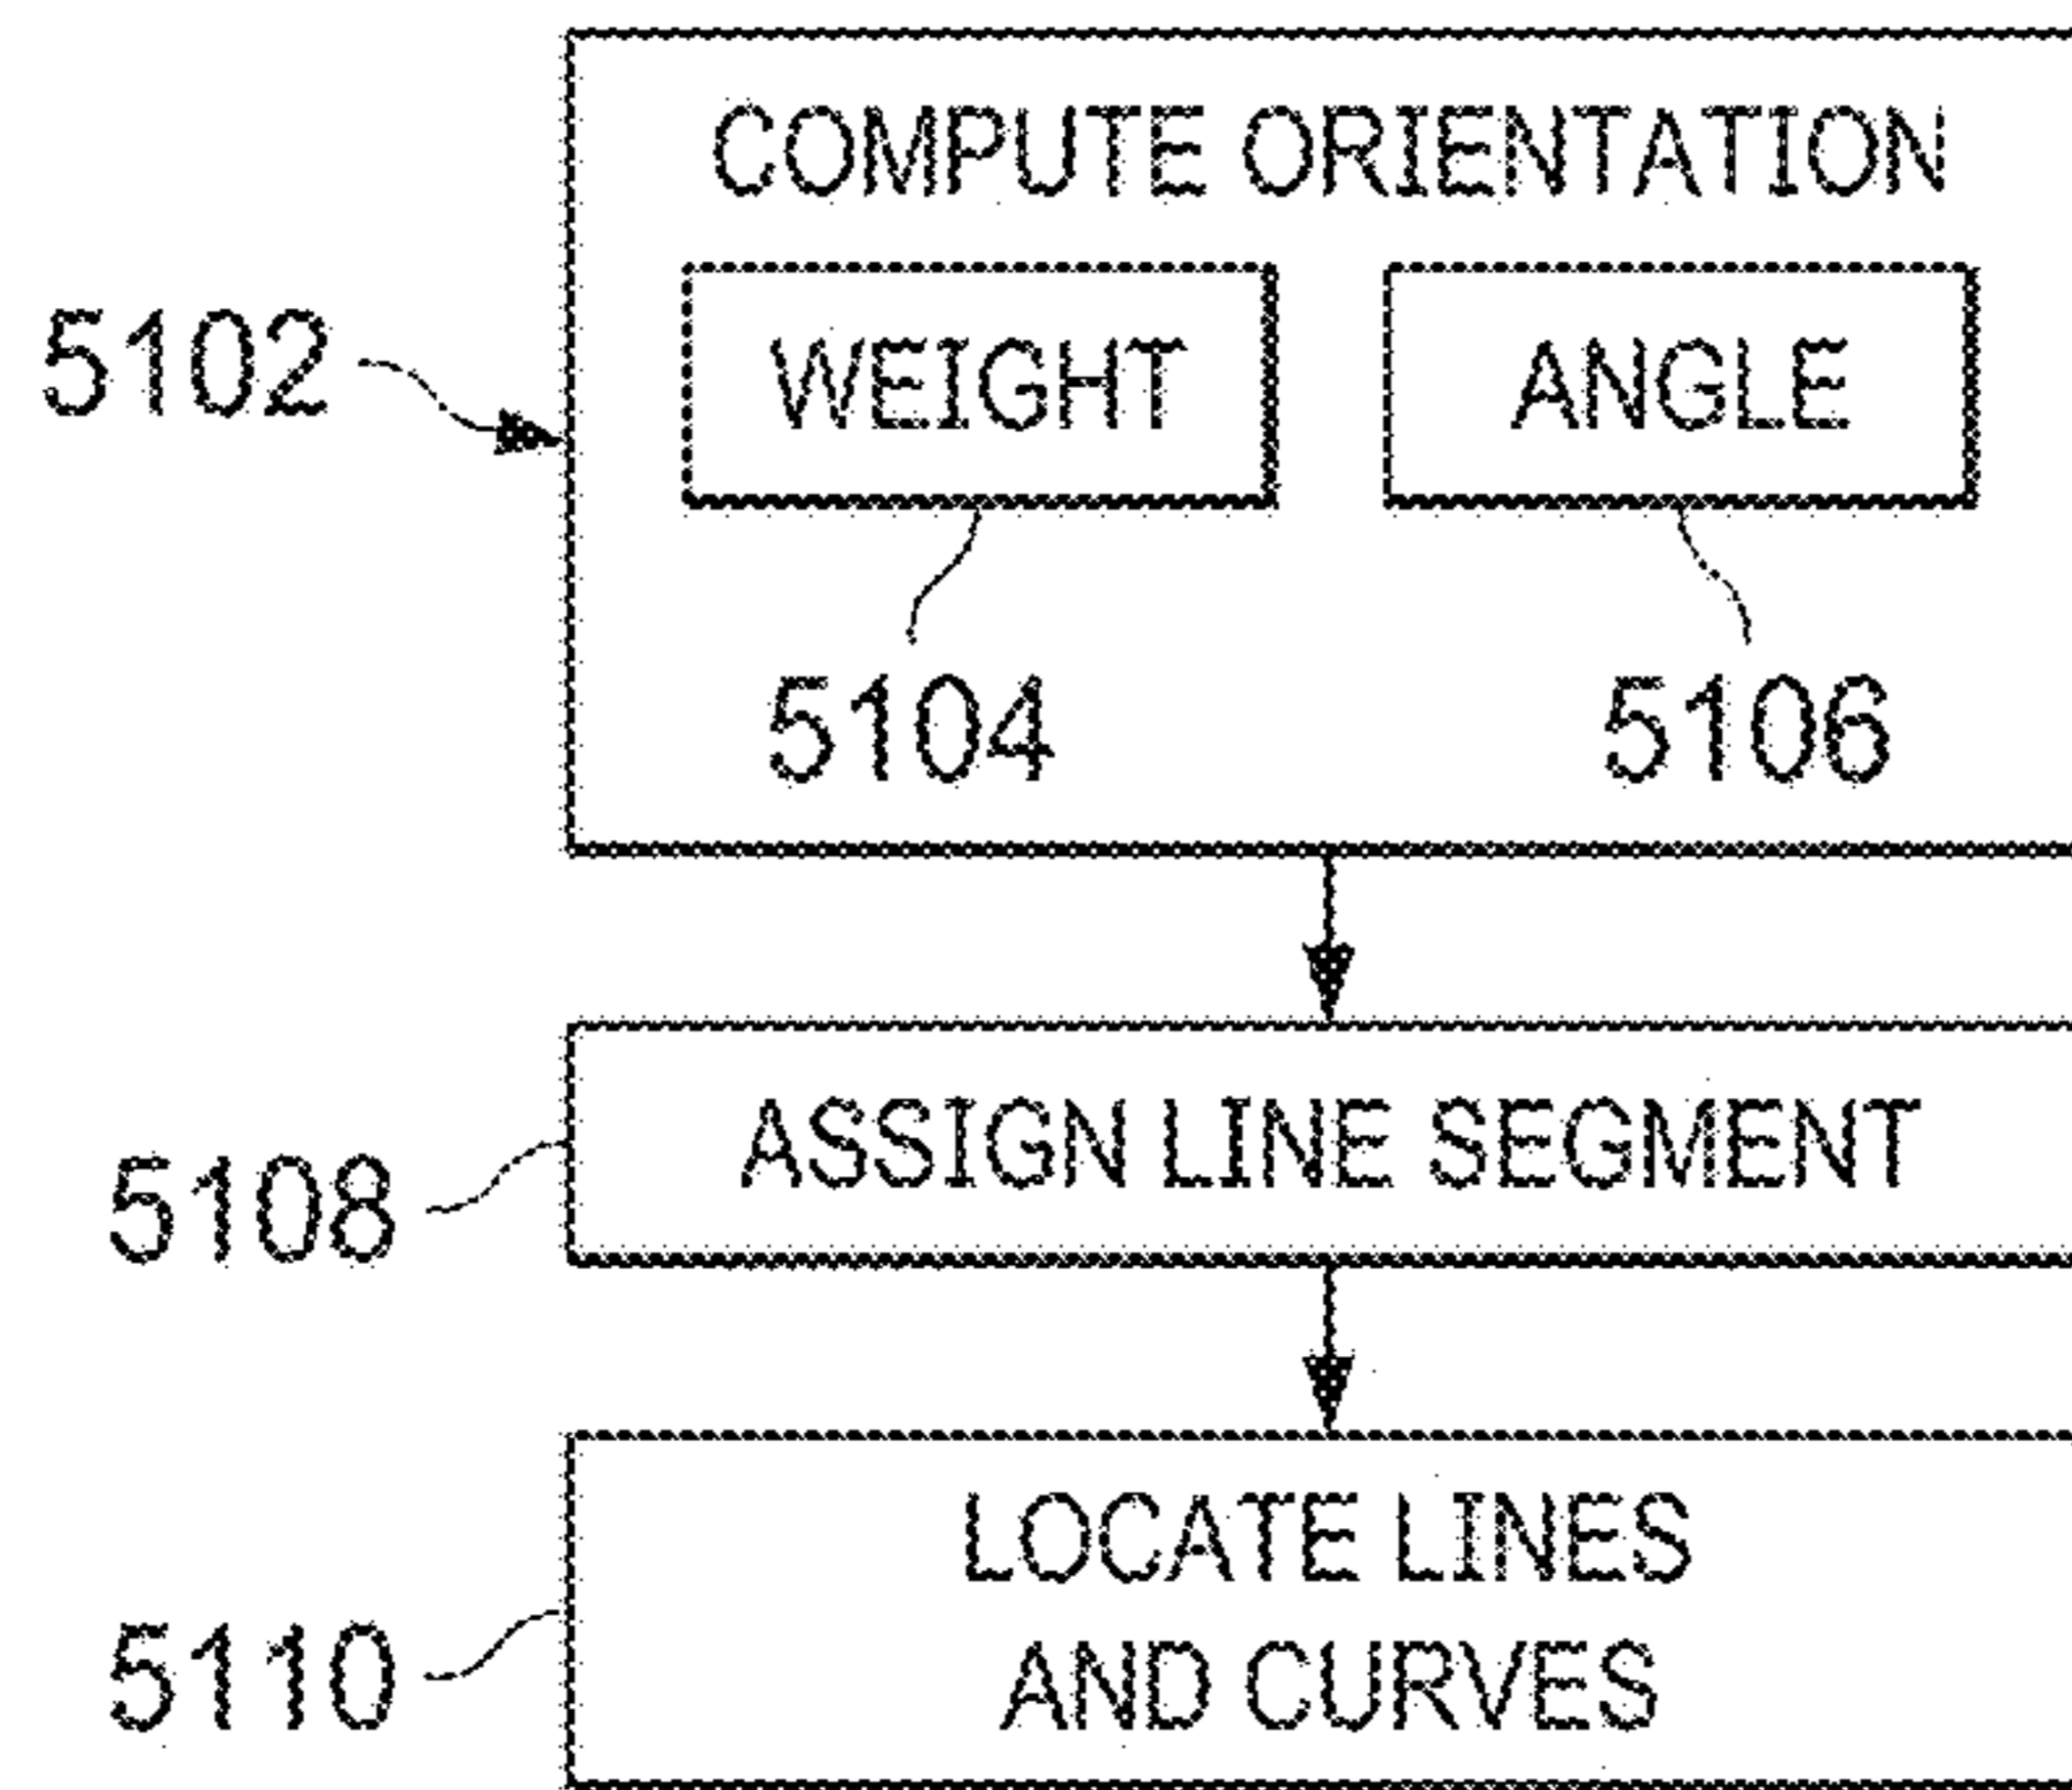 COMPUTE ORIENTATION
5102
WEIGHT
ANGLE
5104
5106
ASSIGN LINE SEGMENT
5108
LOCATE LINES
AND CURVES
5110